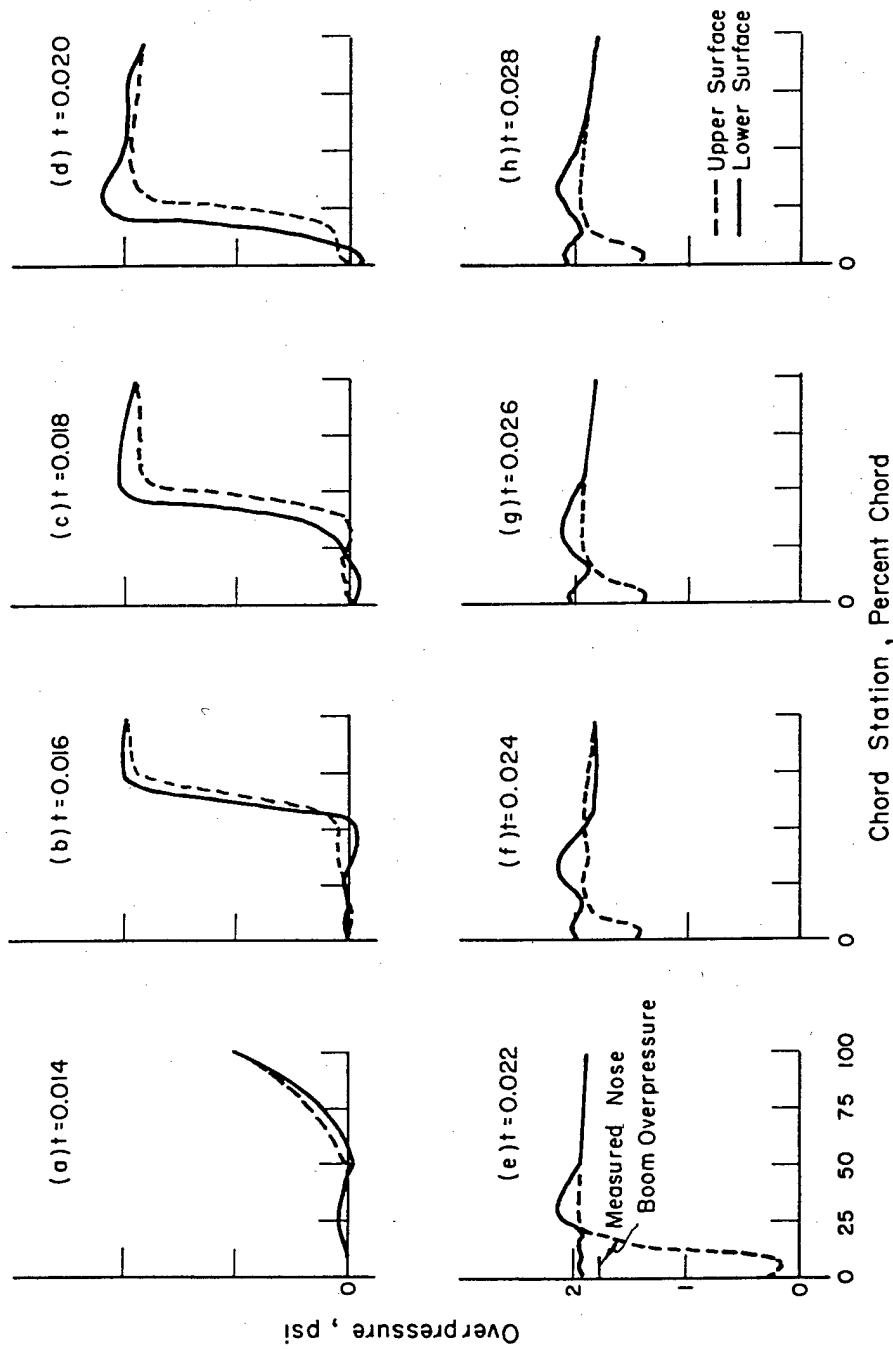 (a) t=0.014
(b) t=0.016
(c) t=0.018
(d) t=0.020
0
(e) t=0.022
(f) t=0.024
(g) t=0.026
(h) t=0.028
Measured Nose
Boom Overpressure
Upper Surface
Lower Surface
2
1
0
0 25 50 75 100
0
0
0
Overpressure, psi
Chord Station, Percent Chord